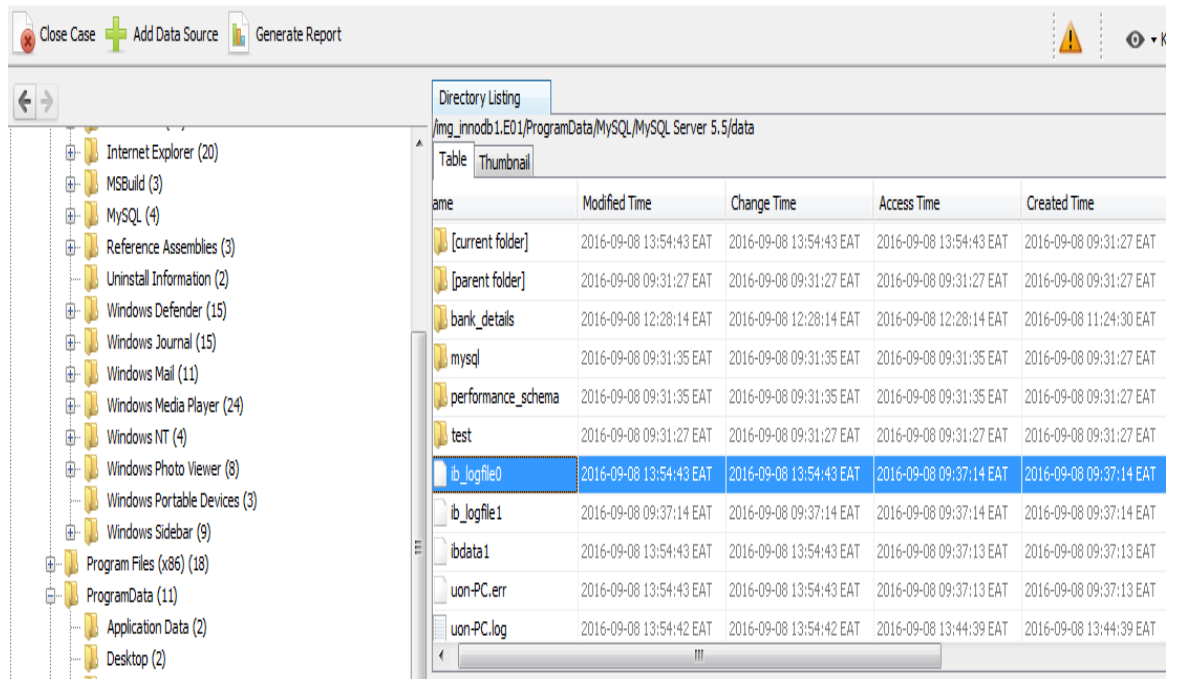 Close Case Add Data Source Generate Report
K
Internet Explorer (20)
MSBuild (3)
MySQL (4)
Reference Assemblies (3)
Uninstall Information (2)
Windows Defender (15)
Windows Journal (15)
Windows Mail (11)
Windows Media Player (24)
Windows NT (4)
Windows Photo Viewer (8)
Windows Portable Devices (3)
Windows Sidebar (9)
Program Files (x86) (18)
ProgramData (11)
Application Data (2)
Desktop (2)
Directory Listing
/img_innodb1.E01/ProgramData/MySQL/MySQL Server 5.5/data
Table Thumbnail
ame Modified Time Change Time Access Time Created Time
[current folder] 2016-09-08 13:54:43 EAT 2016-09-08 13:54:43 EAT 2016-09-08 13:54:43 EAT 2016-09-08 09:31:27 EAT
[parent folder] 2016-09-08 09:31:27 EAT 2016-09-08 09:31:27 EAT 2016-09-08 09:31:27 EAT 2016-09-08 09:31:27 EAT
bank_details 2016-09-08 12:28:14 EAT 2016-09-08 12:28:14 EAT 2016-09-08 12:28:14 EAT 2016-09-08 11:24:30 EAT
mysql 2016-09-08 09:31:35 EAT 2016-09-08 09:31:35 EAT 2016-09-08 09:31:35 EAT 2016-09-08 09:31:27 EAT
performance_schema 2016-09-08 09:31:35 EAT 2016-09-08 09:31:35 EAT 2016-09-08 09:31:35 EAT 2016-09-08 09:31:27 EAT
test 2016-09-08 09:31:27 EAT 2016-09-08 09:31:27 EAT 2016-09-08 09:31:27 EAT 2016-09-08 09:31:27 EAT
ib_logfile0 2016-09-08 13:54:43 EAT 2016-09-08 13:54:43 EAT 2016-09-08 09:37:14 EAT 2016-09-08 09:37:14 EAT
ib_logfile1 2016-09-08 09:37:14 EAT 2016-09-08 09:37:14 EAT 2016-09-08 09:37:14 EAT 2016-09-08 09:37:14 EAT
ibdata1 2016-09-08 13:54:43 EAT 2016-09-08 13:54:43 EAT 2016-09-08 09:37:13 EAT 2016-09-08 09:37:13 EAT
uon-PC.err 2016-09-08 13:54:43 EAT 2016-09-08 13:54:43 EAT 2016-09-08 09:37:13 EAT 2016-09-08 09:37:13 EAT
uon-PC.log 2016-09-08 13:54:42 EAT 2016-09-08 13:54:42 EAT 2016-09-08 13:44:39 EAT 2016-09-08 13:44:39 EAT